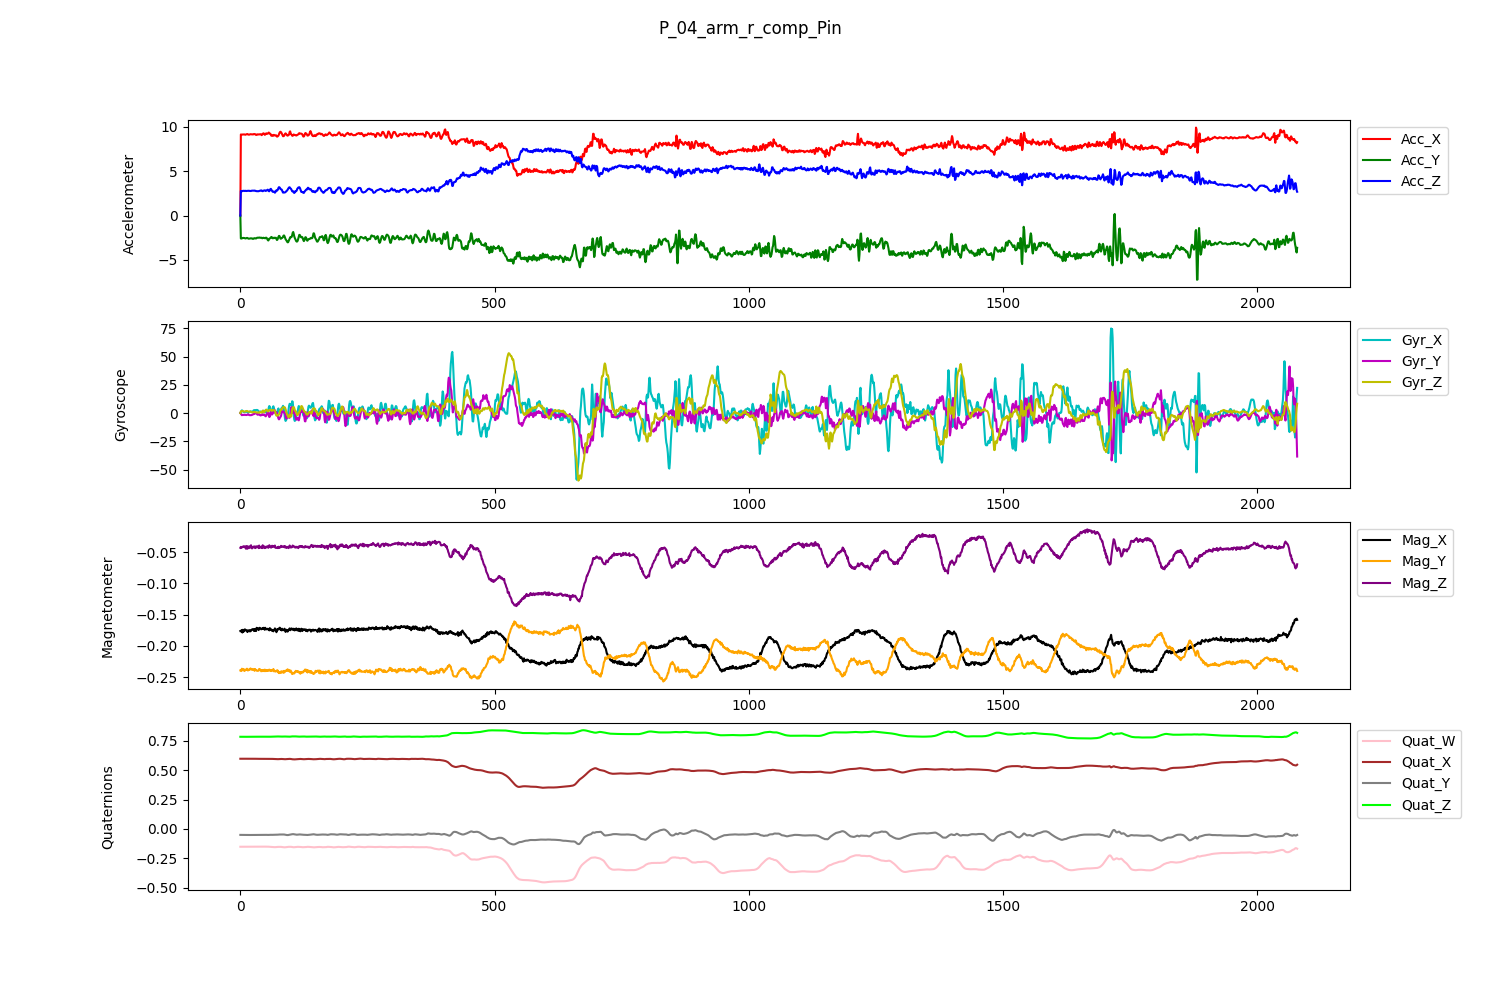 P_04_arm_r_comp_Pin
Accelerometer
10
5
0
−5
0 500 1000 1500 2000
Acc_X
Acc_Y
Acc_Z
Gyroscope
75
50
25
0
−25
−50
0 500 1000 1500 2000
Gyr_X
Gyr_Y
Gyr_Z
Magnetometer
−0.05
−0.10
−0.15
−0.20
−0.25
0 500 1000 1500 2000
Mag_X
Mag_Y
Mag_Z
Quaternions
0.75
0.50
0.25
0.00
−0.25
−0.50
0 500 1000 1500 2000
Quat_W
Quat_X
Quat_Y
Quat_Z